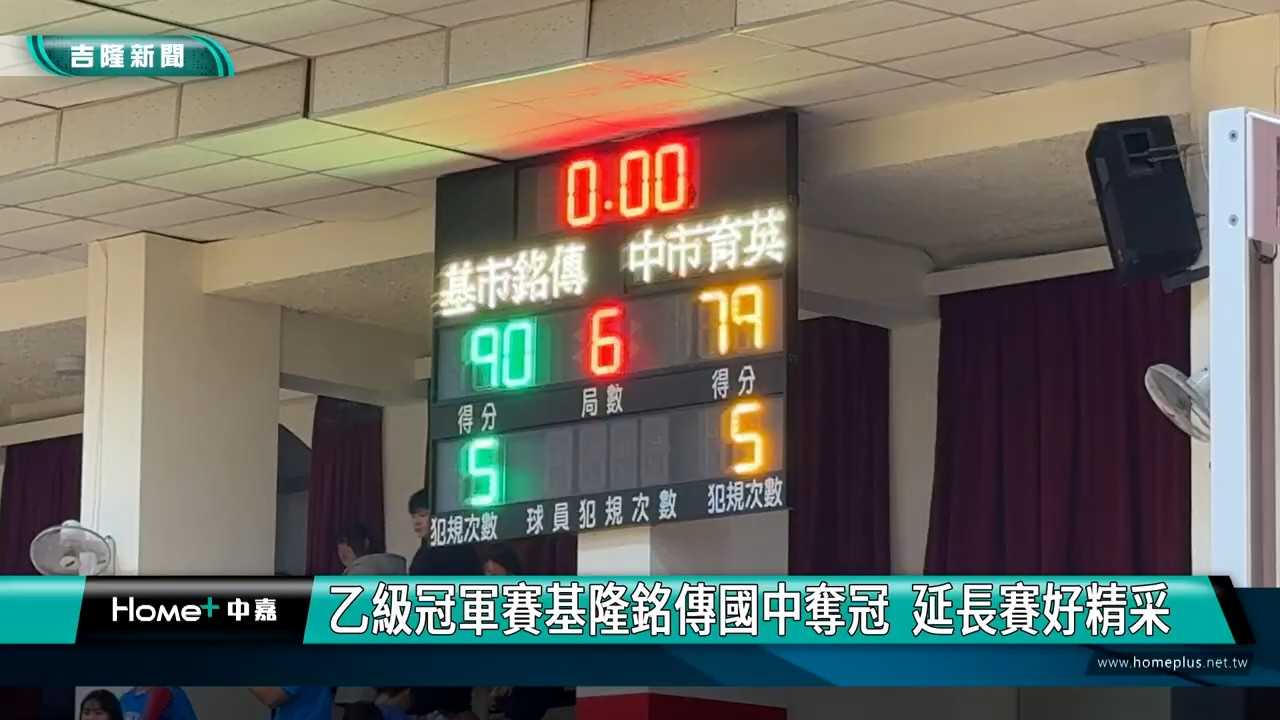 吉隆新聞
0.00
基市銘傳 中市育英
90 6 79
得分 局數 得分
5 5
犯規次數 球員犯規次數 犯規次數
Home+ 中嘉 乙級冠軍賽基隆銘傳國中奪冠 延長賽好精采
www.homeplus.net.tw